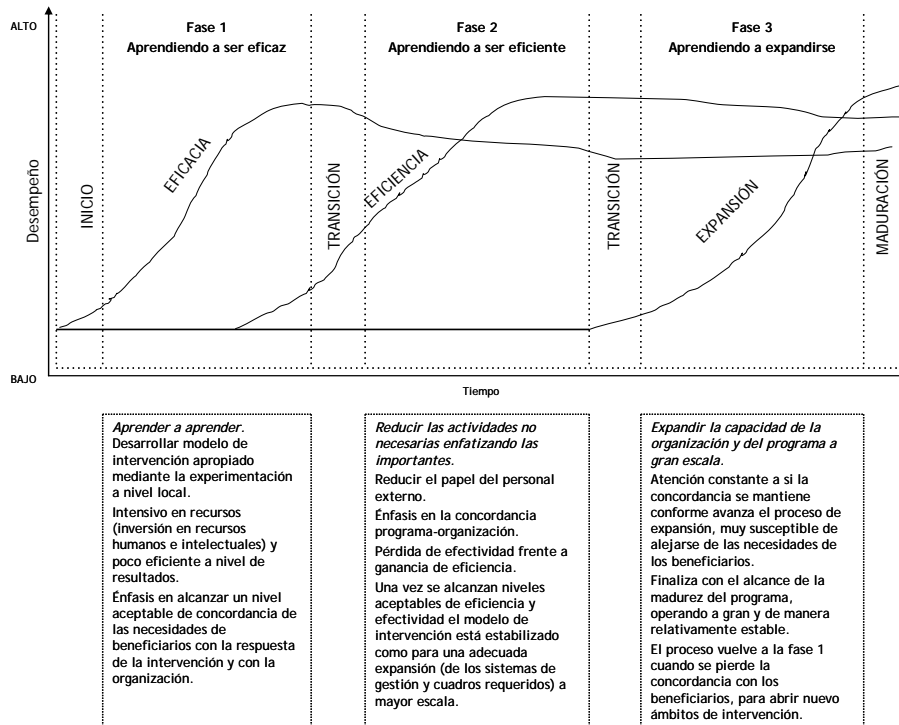 ALTO
Fase 1
Aprendiendo a ser eficaz
Fase 2
Aprendiendo a ser eficiente
Fase 3
Aprendiendo a expandirse
Desempeño
INICIO
EFICACIA
TRANSICIÓN
EFICIENCIA
TRANSICIÓN
EXPANSIÓN
MADURACIÓN
BAJO
Tiempo
Aprender a aprender.
Desarrollar modelo de
intervención apropiado
mediante la experimentación
a nivel local.
Intensivo en recursos
(inversión en recursos
humanos e intelectuales) y
poco eficiente a nivel de
resultados.
Énfasis en alcanzar un nivel
aceptable de concordancia de
las necesidades de
beneficiarios con la respuesta
de la intervención y con la
organización.
Reducir las actividades no
necesarias enfatizando las
importantes.
Reducir el papel del personal
externo.
Énfasis en la concordancia
programa-organización.
Pérdida de efectividad frente a
ganancia de eficiencia.
Una vez se alcanzan niveles
aceptables de eficiencia y
efectividad el modelo de
intervención está estabilizado
como para una adecuada
expansión (de los sistemas de
gestión y cuadros requeridos) a
mayor escala.
Expandir la capacidad de la
organización y del programa a
gran escala.
Atención constante a si la
concordancia se mantiene
conforme avanza el proceso de
expansión, muy susceptible de
alejarse de las necesidades de
los beneficiarios.
Finaliza con el alcance de la
madurez del programa,
operando a gran y de manera
relativamente estable.
El proceso vuelve a la fase 1
cuando se pierde la
concordancia con los
beneficiarios, para abrir nuevo
ámbitos de intervención.